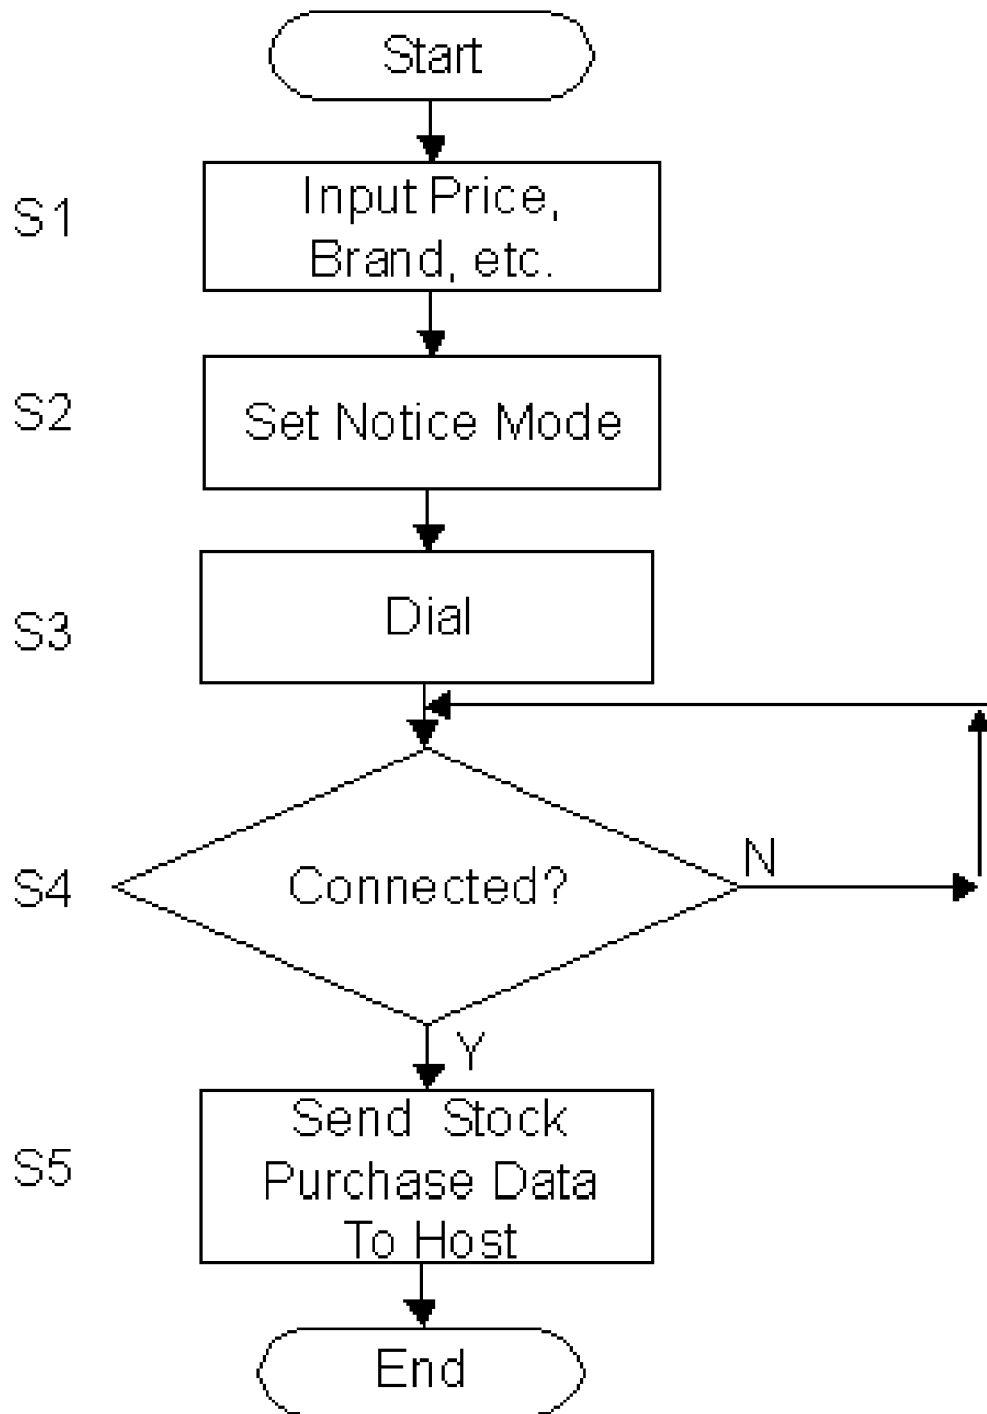 Start
S1
Input Price,
Brand, etc.
S2
Set Notice Mode
S3
Dial
S4
Connected?
N
Y
S5
Send Stock
Purchase Data
To Host
End